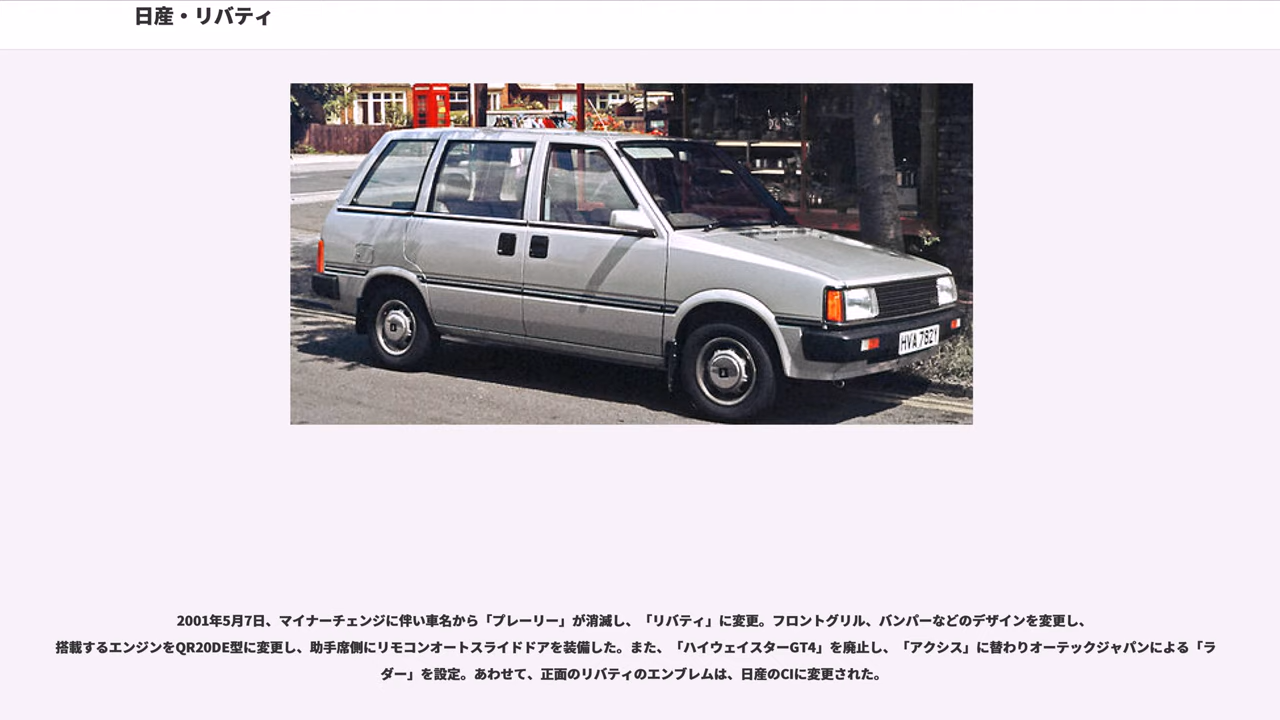 日産・リバティ
HVA 782Y
2001年5月7日、マイナーチェンジに伴い車名から「プレーリー」が消滅し、「リバティ」に変更。フロントグリル、バンパーなどのデザインを変更し、
搭載するエンジンをQR20DE型に変更し、助手席側にリモコンオートスライドドアを装備した。また、「ハイウェイスターGT4」を廃止し、「アクシス」に替わりオーテックジャパンによる「ラ
ダー」を設定。あわせて、正面のリバティのエンブレムは、日産のCIに変更された。